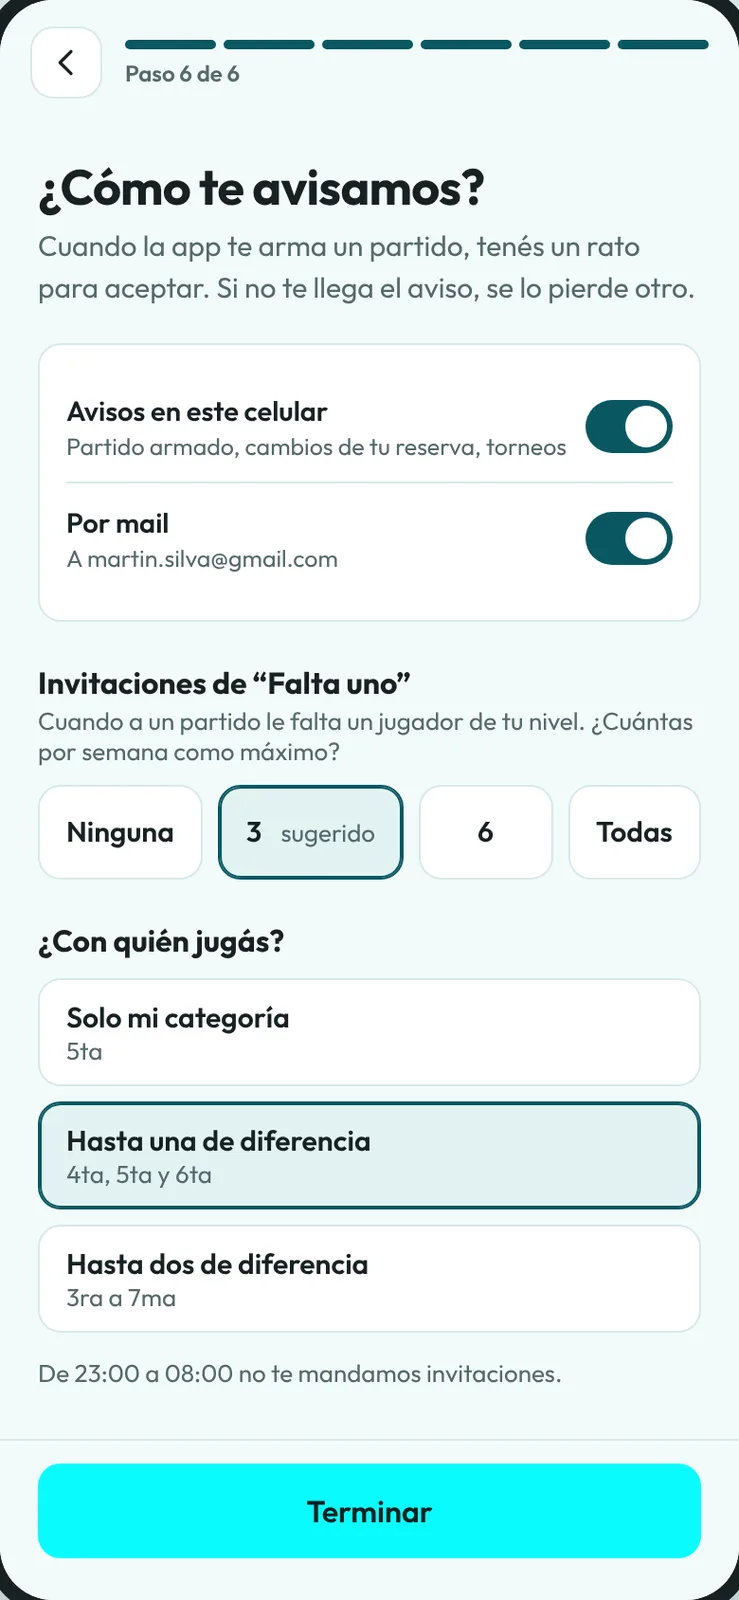 Paso 6 de 6
¿Cómo te avisamos?
Cuando la app te arma un partido, tenés un rato
para aceptar. Si no te llega el aviso, se lo pierde otro.
Avisos en este celular
Partido armado, cambios de tu reserva, torneos
Por mail
A martin.silva@gmail.com
Invitaciones de “Falta uno”
Cuando a un partido le falta un jugador de tu nivel. ¿Cuántas
por semana como máximo?
Ninguna
3 sugerido
6
Todas
¿Con quién jugás?
Solo mi categoría
5ta
Hasta una de diferencia
4ta, 5ta y 6ta
Hasta dos de diferencia
3ra a 7ma
De 23:00 a 08:00 no te mandamos invitaciones.
Terminar